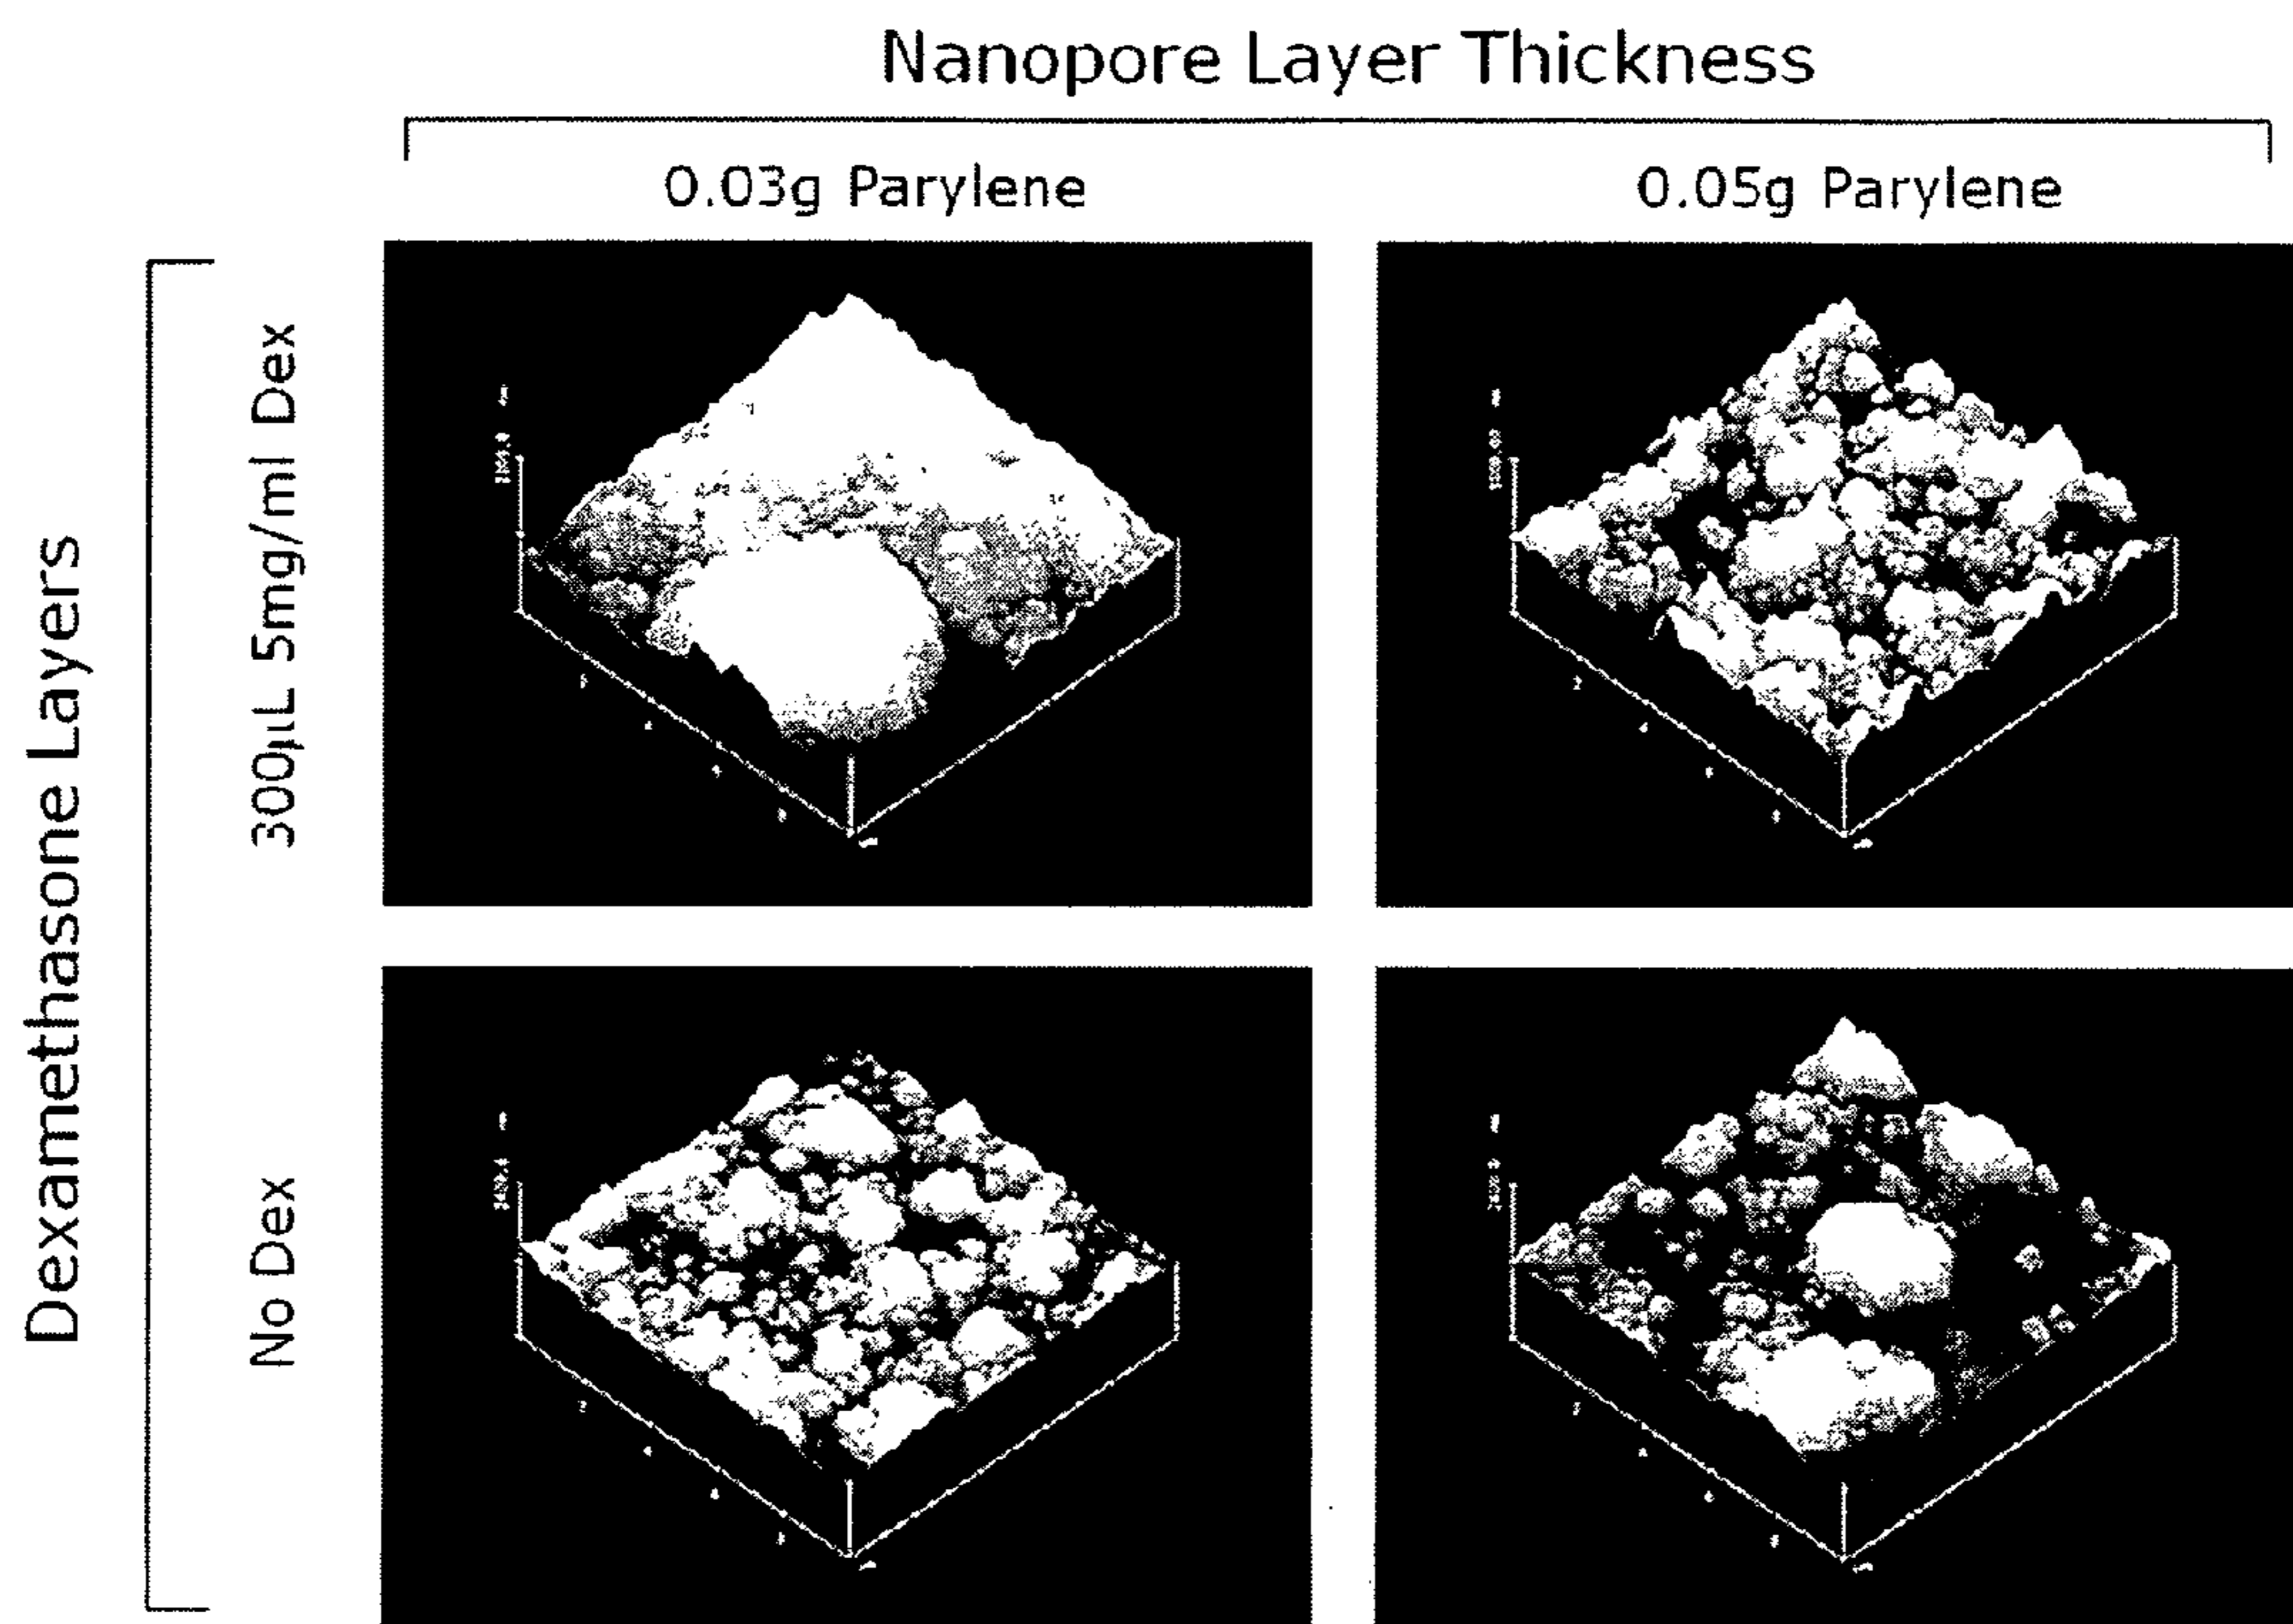 Nanopore Layer Thickness
0.03g Parylene
0.05g Parylene
Dexamethasone Layers
300µL 5mg/ml Dex
No Dex